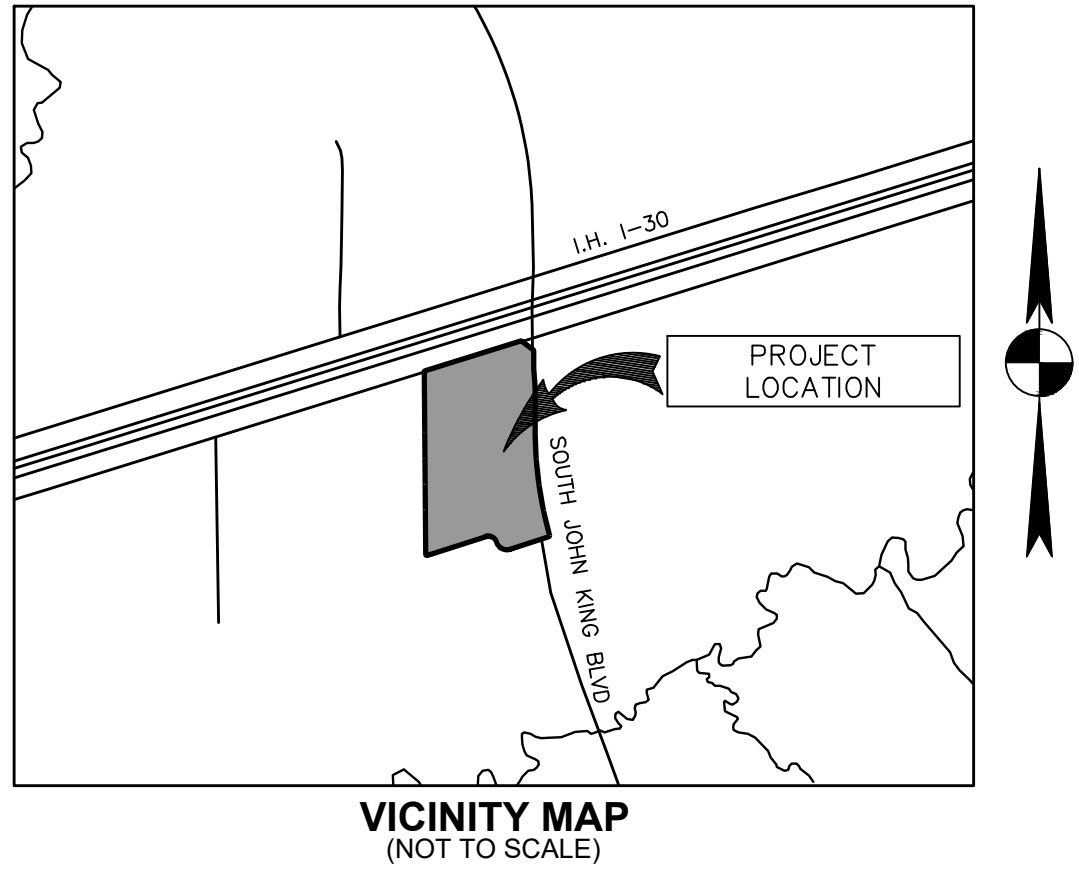 I.H. I-30
PROJECT
LOCATION
SOUTH JOHN KING BLVD
VICINITY MAP
(NOT TO SCALE)